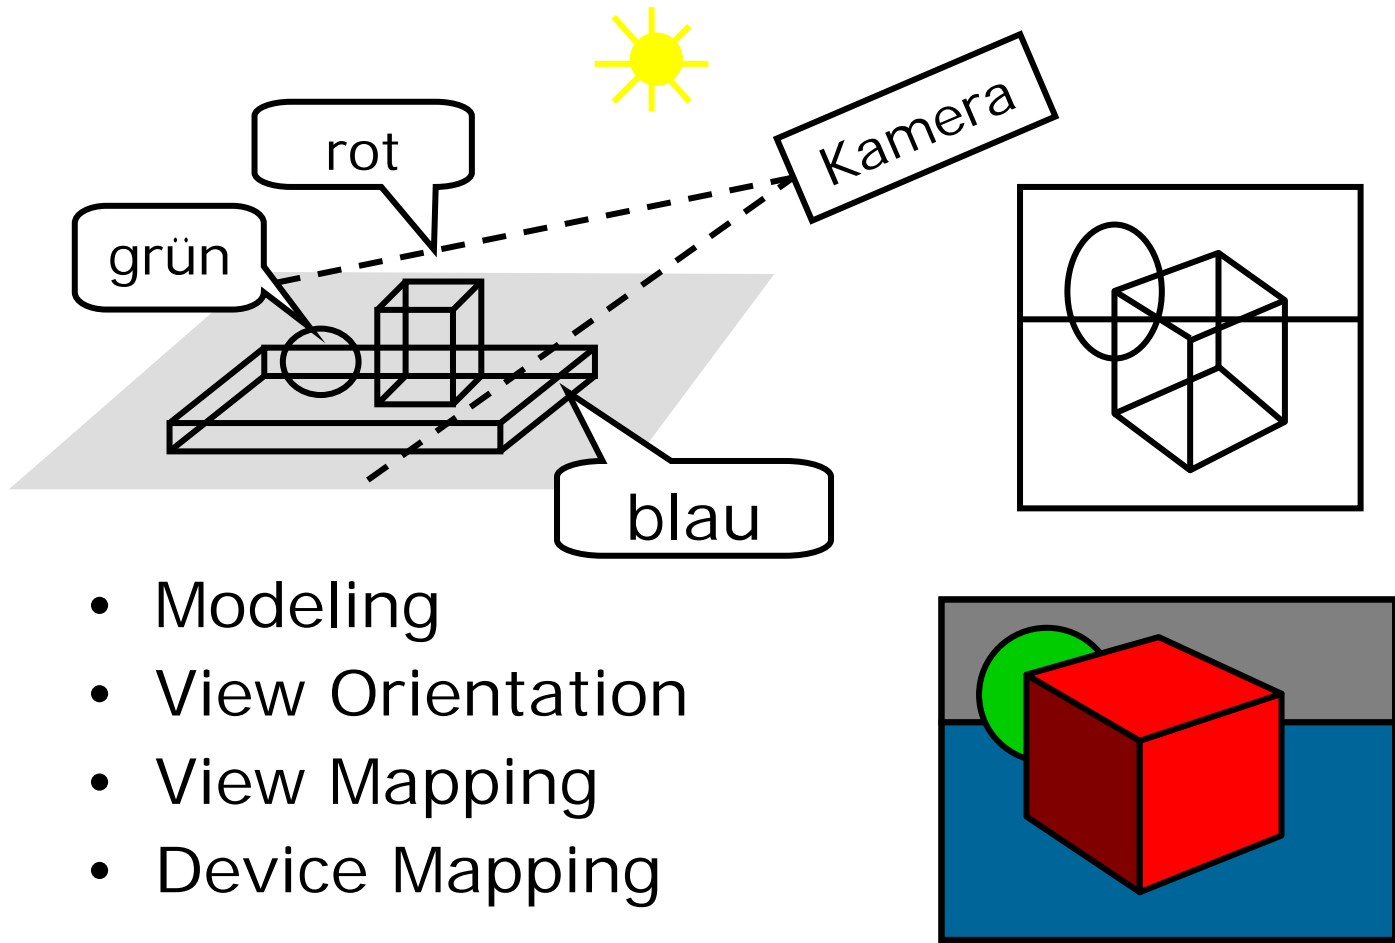 rot
Kamera
grün
blau
• Modeling
• View Orientation
• View Mapping
• Device Mapping